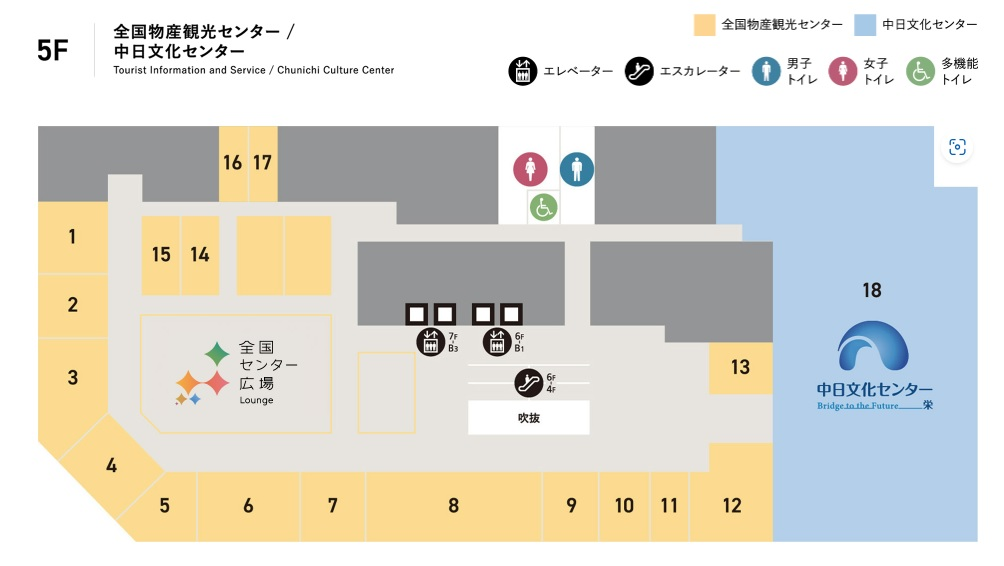 5F
全国物産観光センター /
中日文化センター
Tourist Information and Service / Chunichi Culture Center
全国物産観光センター
中日文化センター
エレベーター
エスカレーター
男子
トイレ
女子
トイレ
多機能
トイレ
16
17
1
15
14
2
18
7F
B3
6F
B1
全国
センター
広場
Lounge
13
3
6F
4F
中日文化センター
Bridge to the Future
栄
吹抜
4
5
6
7
8
9
10
11
12